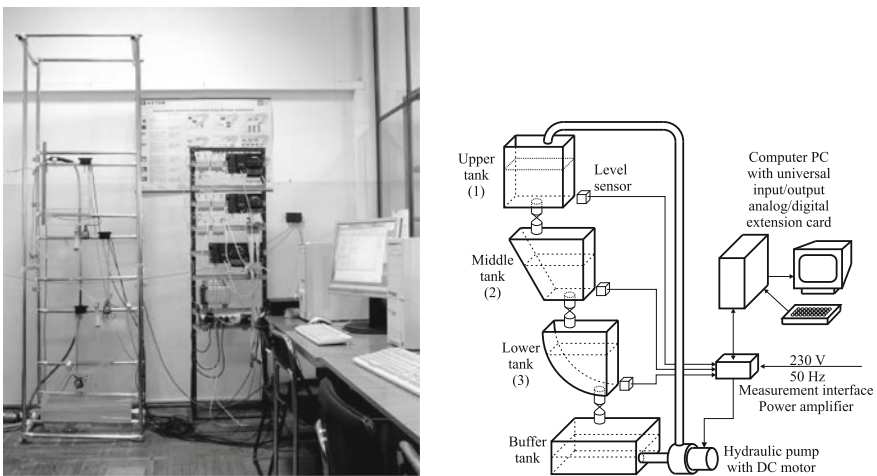 Upper
tank
(1)
Level
sensor
Computer PC
with universal
input/output
analog/digital
extension card
Middle
tank
(2)
Lower
tank
(3)
230 V
50 Hz
Measurement interface
Power amplifier
Buffer
tank
Hydraulic pump
with DC motor